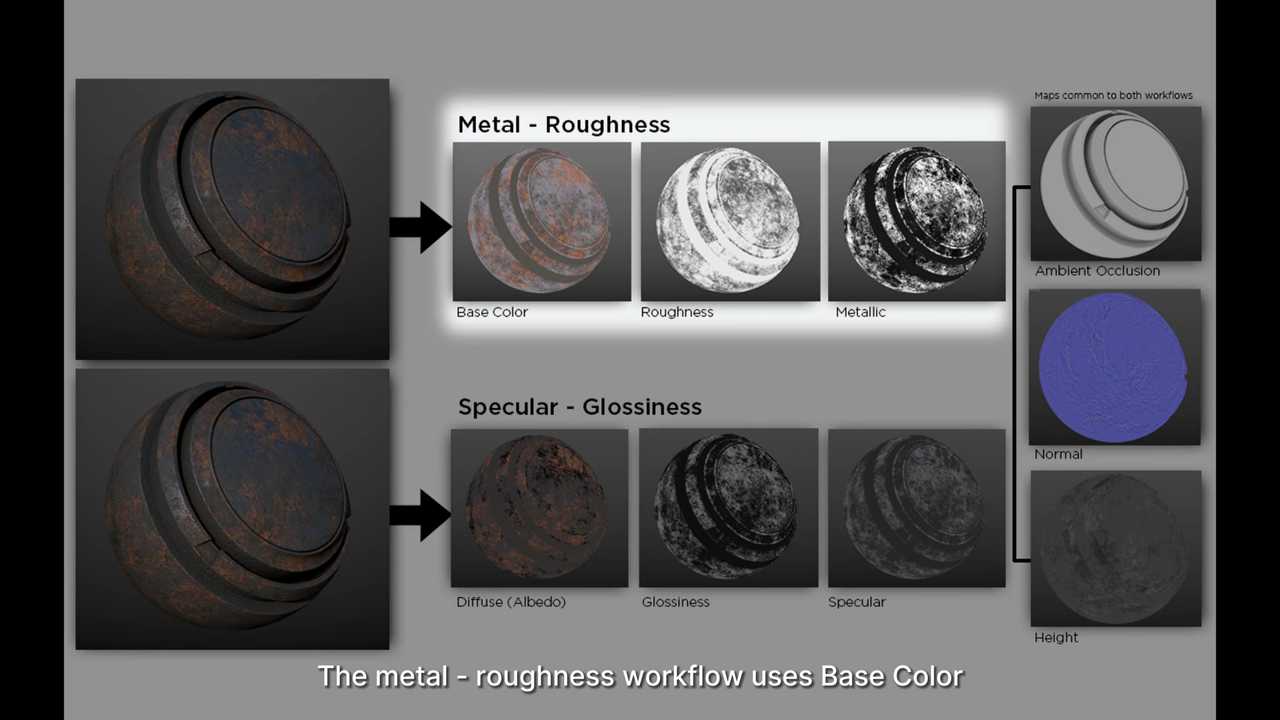 Maps common to both workflows
Metal - Roughness
Base Color
Roughness
Metallic
Ambient Occlusion
Normal
Specular - Glossiness
Diffuse (Albedo)
Glossiness
Specular
Height
The metal - roughness workflow uses Base Color